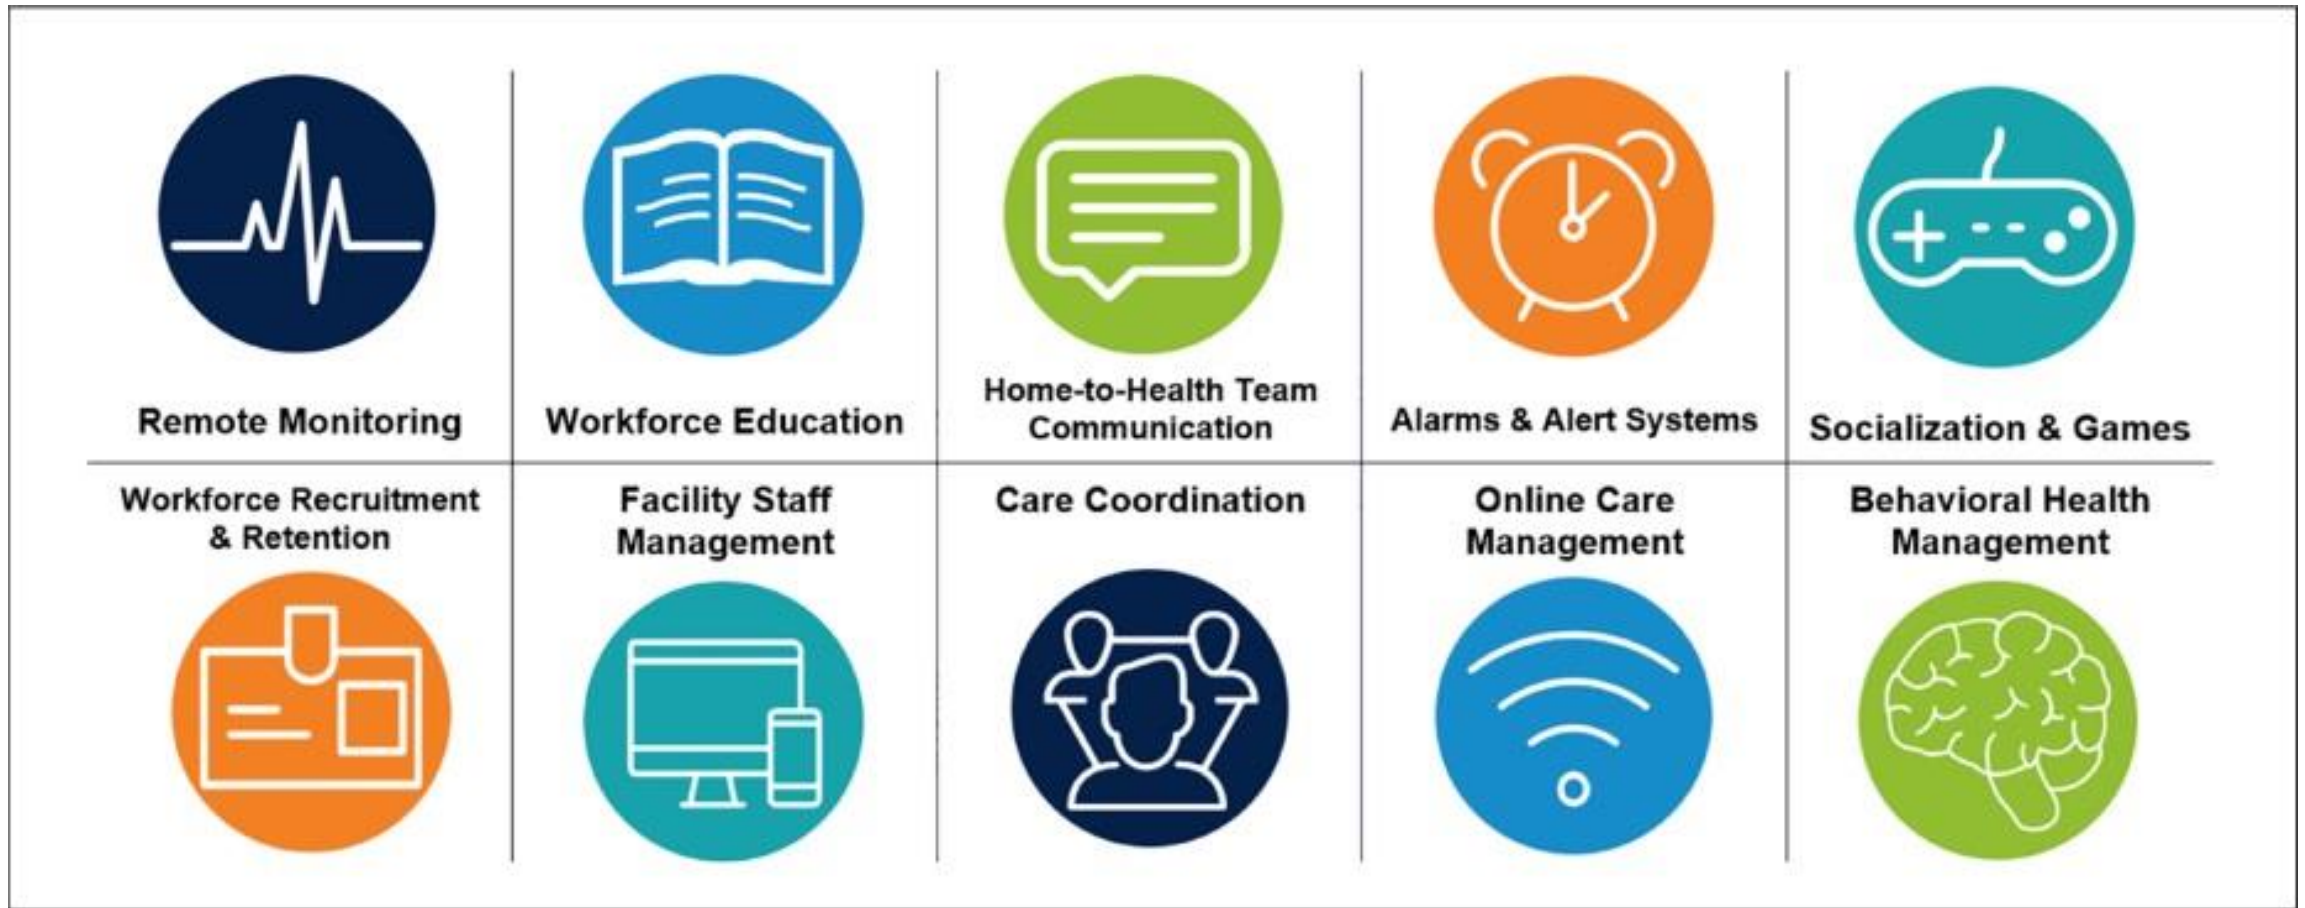 Remote Monitoring
Workforce Education
Home-to-Health Team
Communication
Alarms & Alert Systems
Socialization & Games
Workforce Recruitment
& Retention
Facility Staff
Management
Care Coordination
Online Care
Management
Behavioral Health
Management